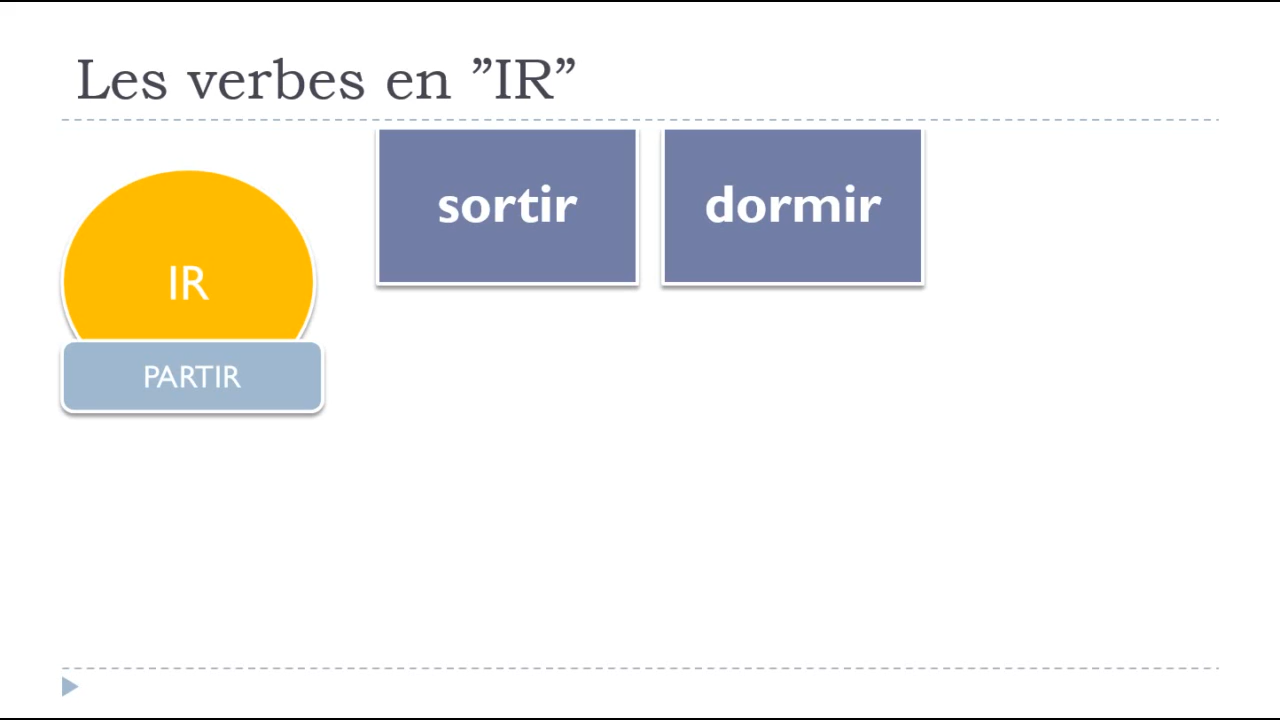 Les verbes en ”IR”
sortir
dormir
IR
PARTIR